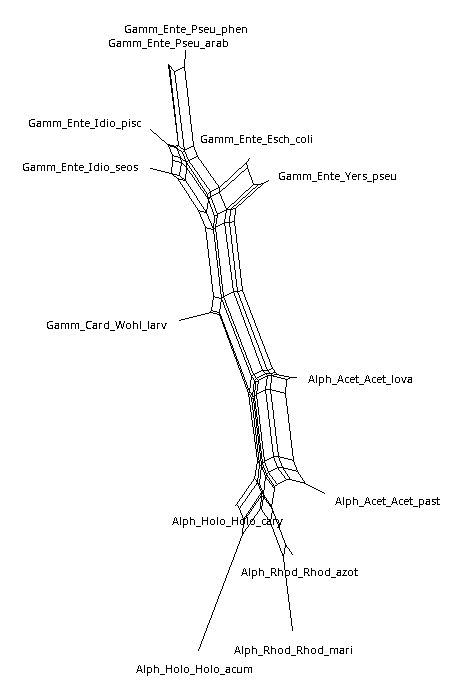 Gamm_Ente_Pseu_phen
Gamm_Ente_Pseu_arab
Gamm_Ente_Idio_pisc
Gamm_Ente_Esch_coli
Gamm_Ente_Idio_seos
Gamm_Ente_Yers_pseu
Gamm_Card_Wohl_larv
Alph_Acet_Acet_lova
Alph_Acet_Acet_past
Alph_Holo_Holo_cary
Alph_Rhod_Rhod_azot
Alph_Rhod_Rhod_mari
Alph_Holo_Holo_acum